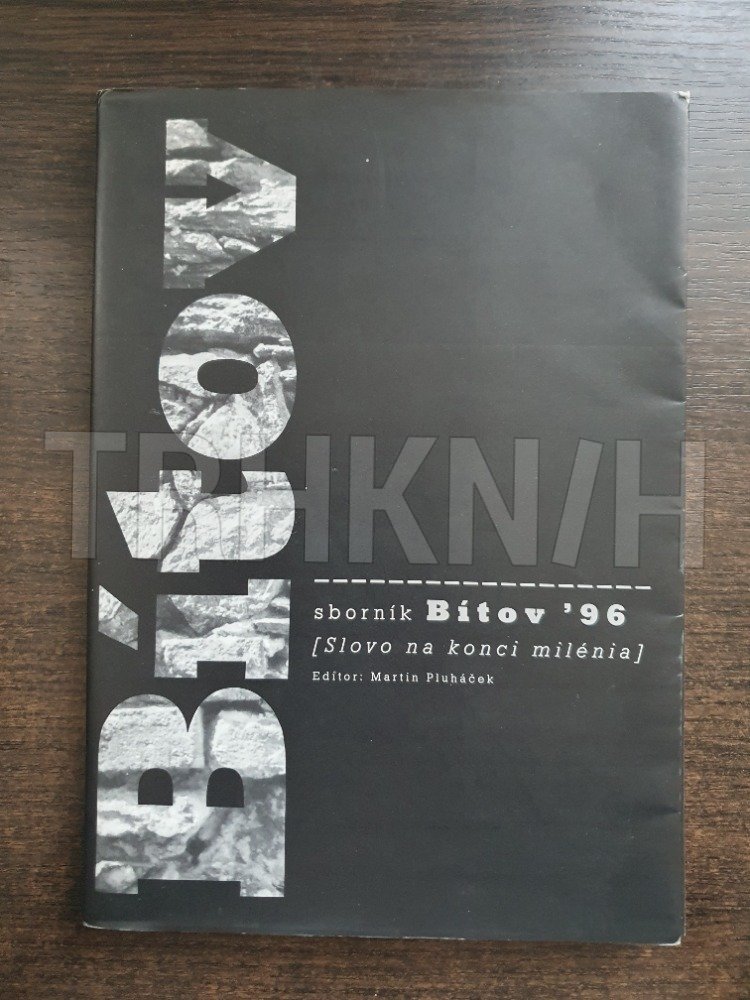 Bítov
TRHKNIH
sborník Bítov ’96
[Slovo na konci milénia]
Editor: Martin Pluháček